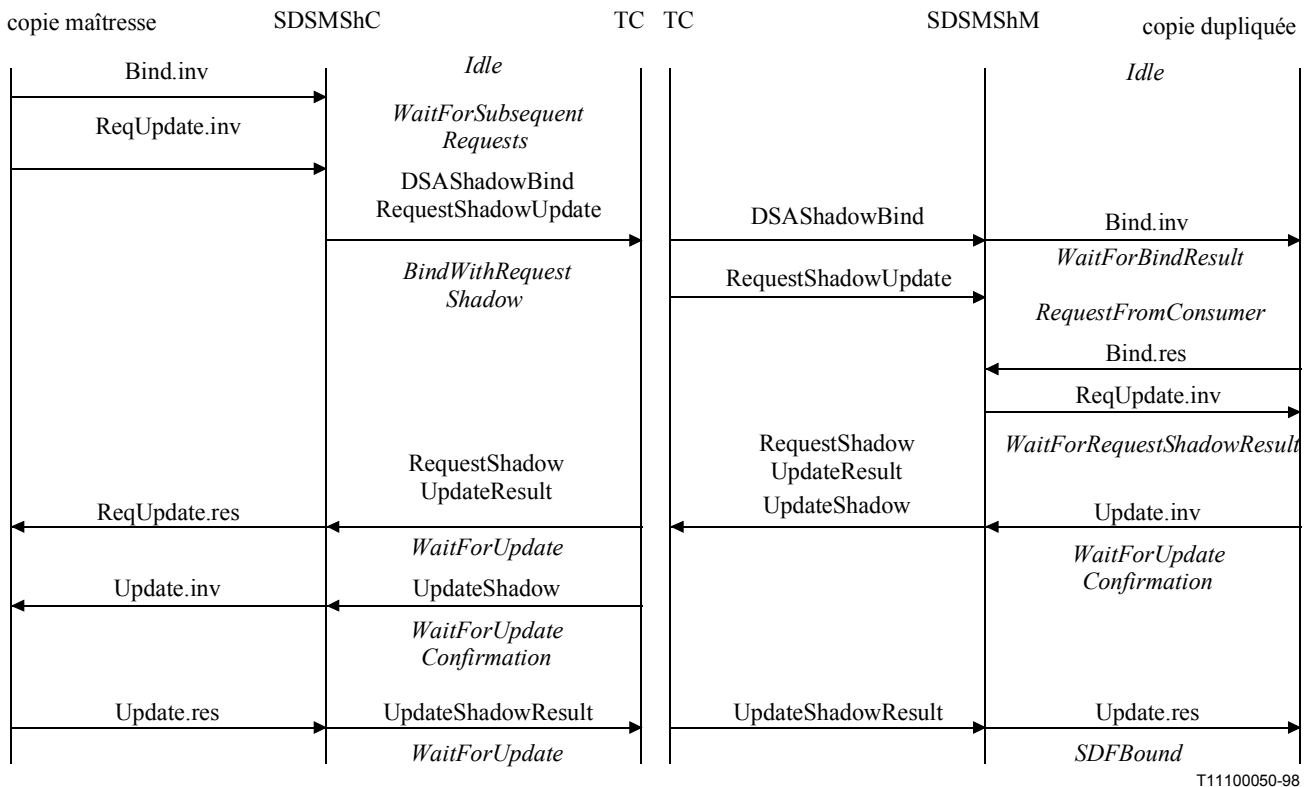 copie maîtresse SDSMShC TC TC SDSMShM copie dupliquée
Bind.inv Idle Idle
ReqUpdate.inv WaitForSubsequent
Requests
DSAShadowBind
RequestShadowUpdate DSAShadowBind Bind.inv
BindWithRequest
Shadow RequestShadowUpdate WaitForBindResult
RequestFromConsumer
Bind.res
ReqUpdate.inv
RequestShadow
UpdateResult RequestShadow
UpdateResult WaitForRequestShadowResult
ReqUpdate.res UpdateShadow Update.inv
WaitForUpdate WaitForUpdate
Confirmation
Update.inv UpdateShadow
WaitForUpdate
Confirmation
Update.res UpdateShadowResult UpdateShadowResult Update.res
WaitForUpdate SDFBound
T11100050-98